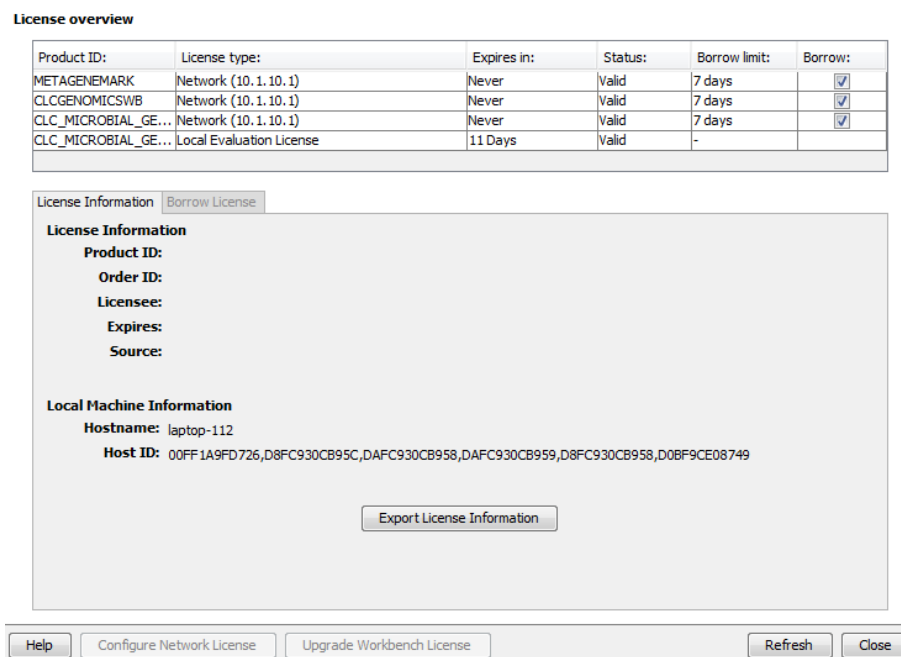 License overview
Product ID: License type: Expires in: Status: Borrow limit: Borrow:
METAGENEMARK Network (10.1.10.1) Never Valid 7 days
CLCGENOMICSWB Network (10.1.10.1) Never Valid 7 days
CLC_MICROBIAL_GE... Network (10.1.10.1) Never Valid 7 days
CLC_MICROBIAL_GE... Local Evaluation License 11 Days Valid -
License Information Borrow License
License Information
Product ID:
Order ID:
Licensee:
Expires:
Source:
Local Machine Information
Hostname: laptop-112
Host ID: 00FF1A9FD726,D8FC930CB95C,DAFC930CB958,DAFC930CB959,D8FC930CB958,D0BF9CE08749
Export License Information
Help Configure Network License Upgrade Workbench License Refresh Close